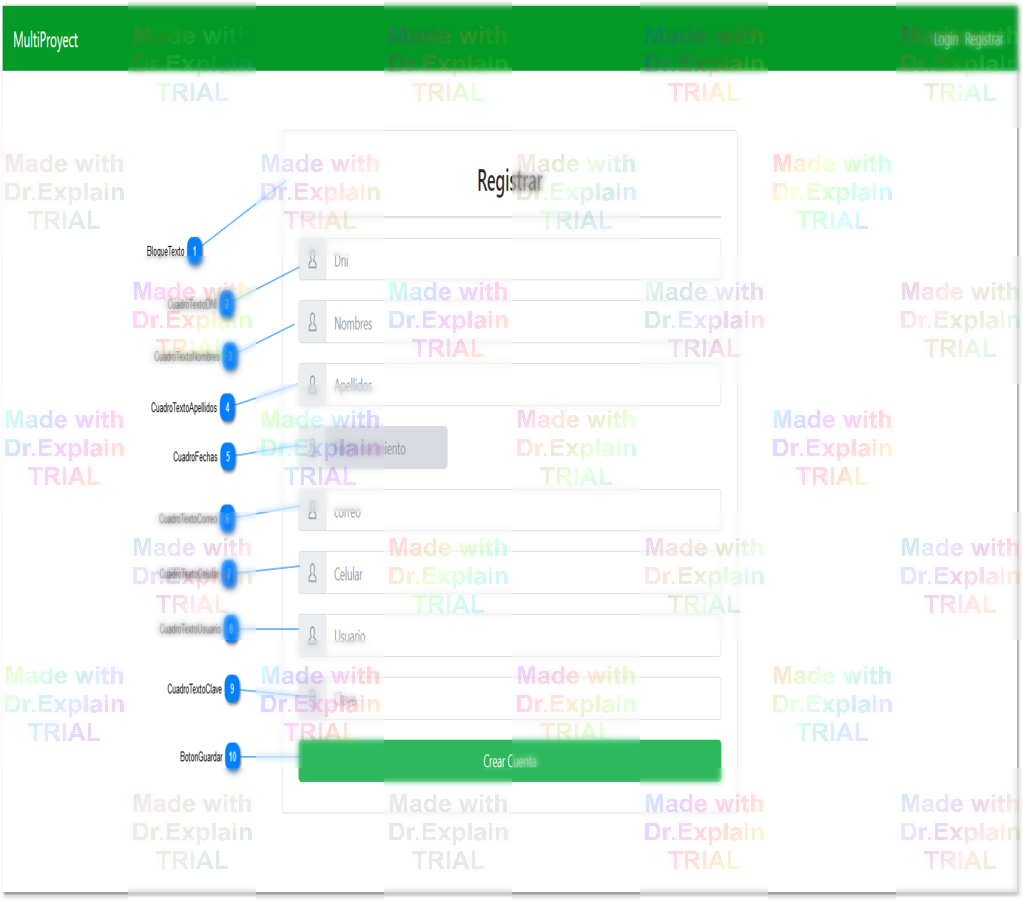 MultiProyect
Login Registrar
Registrar
BloqueTexto 1
Dni
CuadroTextoDNI 2
Nombres
CuadroTextoNombres 3
Apellidos
CuadroTextoApellidos 4
CuadroFechas 5
CuadroTextoCorreo 6
correo
CuadroTextoCelular 7
Celular
CuadroTextoUsuario 8
Usuario
CuadroTextoClave 9
Clave
BotonGuardar 10
Crear Cuenta
Made with
Dr.Explain
TRIAL